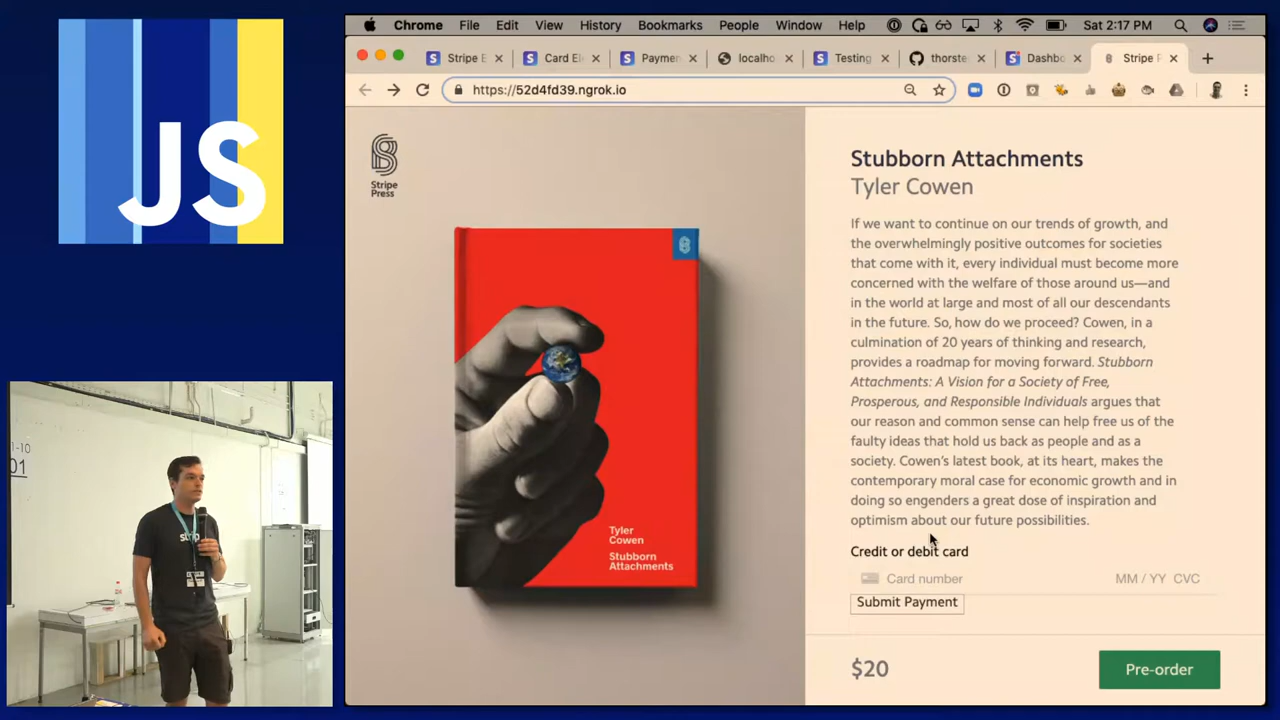 JS
Chrome File Edit View History Bookmarks People Window Help Sat 2:17 PM
Stripe E
Card Ele
Paymen
localho
Testing
thorste
Dashbo
Stripe P
https://52d4fd39.ngrok.io
Stripe
Press
Tyler
Cowen
Stubborn
Attachments
Stubborn Attachments
Tyler Cowen
If we want to continue on our trends of growth, and
the overwhelmingly positive outcomes for societies
that come with it, every individual must become more
concerned with the welfare of those around us—and
in the world at large and most of all our descendants
in the future. So, how do we proceed? Cowen, in a
culmination of 20 years of thinking and research,
provides a roadmap for moving forward. Stubborn
Attachments: A Vision for a Society of Free,
Prosperous, and Responsible Individuals argues that
our reason and common sense can help free us of the
faulty ideas that hold us back as people and as a
society. Cowen's latest book, at its heart, makes the
contemporary moral case for economic growth and in
doing so engenders a great dose of inspiration and
optimism about our future possibilities.
Credit or debit card
Card number MM / YY CVC
Submit Payment
$20
Pre-order
1-10
01
strip